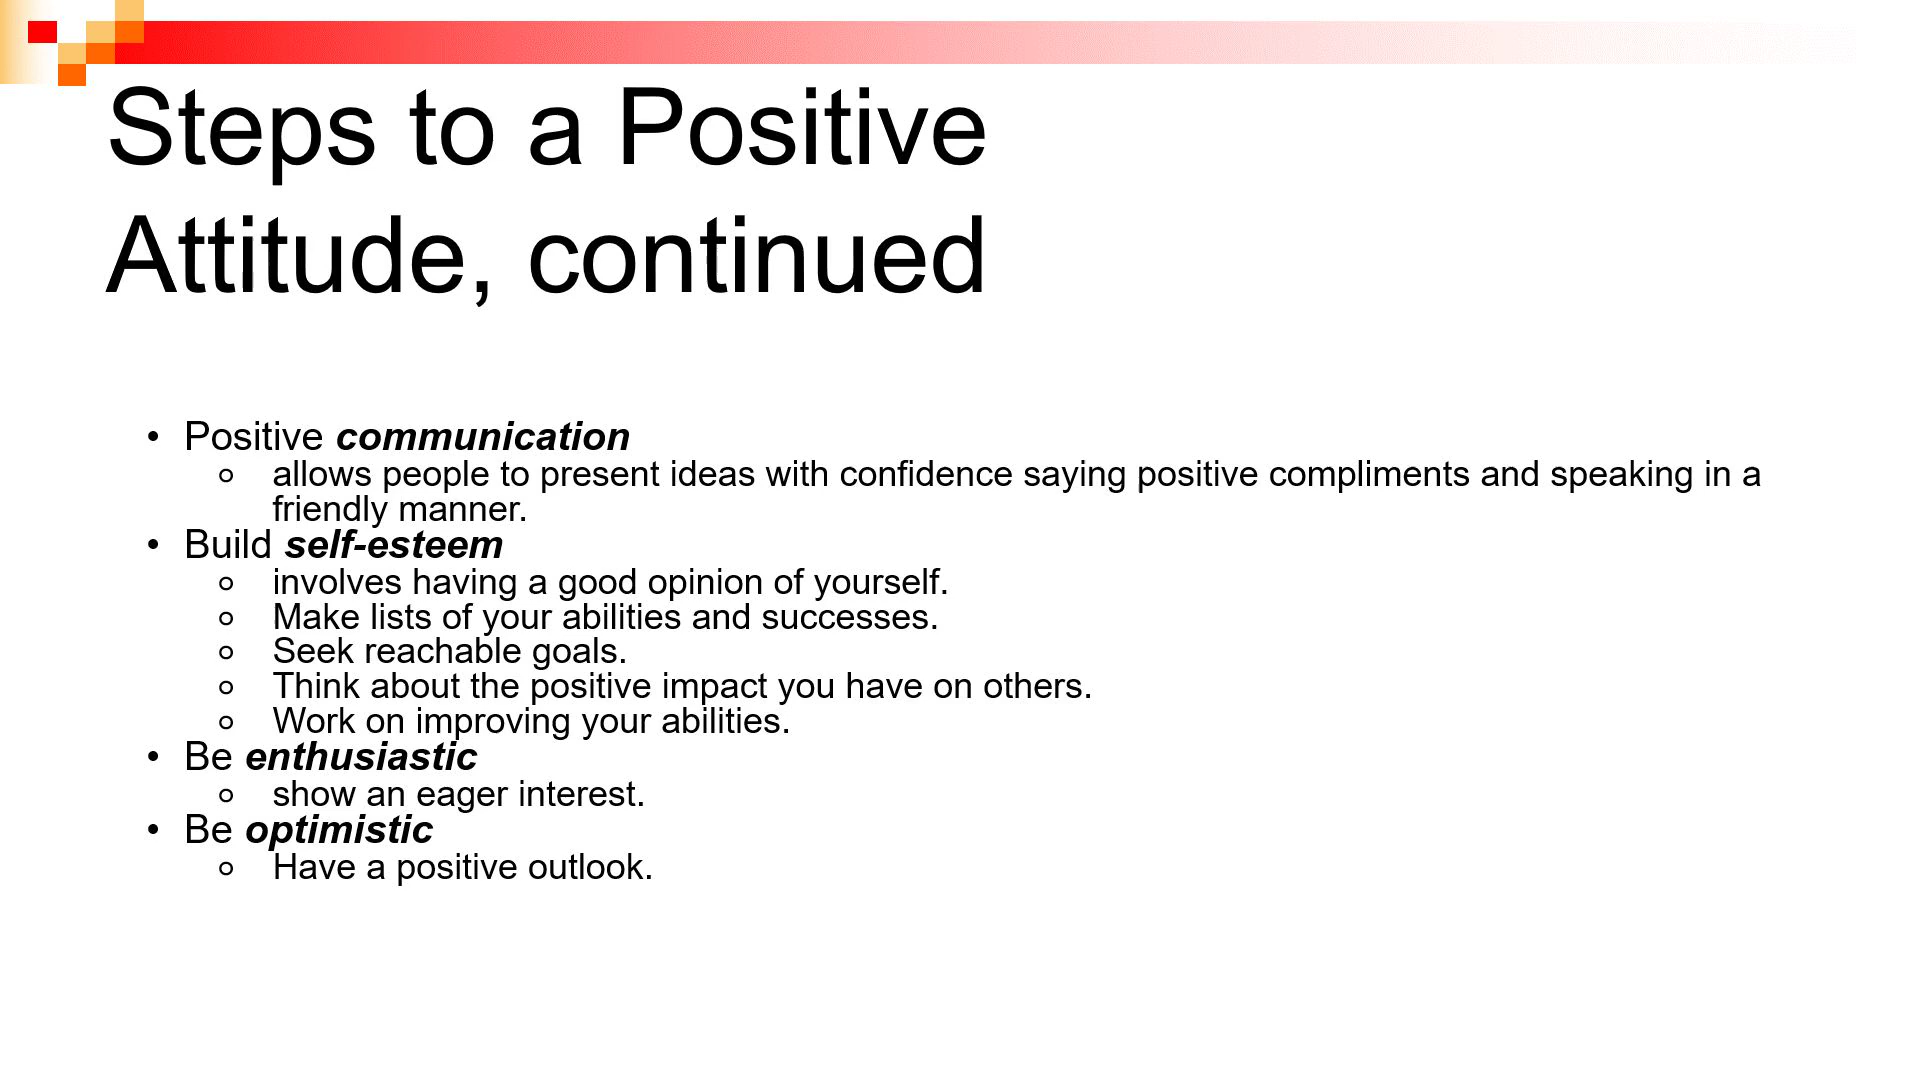 Steps to a Positive
Attitude, continued
• Positive communication
○ allows people to present ideas with confidence saying positive compliments and speaking in a
friendly manner.
• Build self-esteem
○ involves having a good opinion of yourself.
○ Make lists of your abilities and successes.
○ Seek reachable goals.
○ Think about the positive impact you have on others.
○ Work on improving your abilities.
• Be enthusiastic
○ show an eager interest.
• Be optimistic
○ Have a positive outlook.